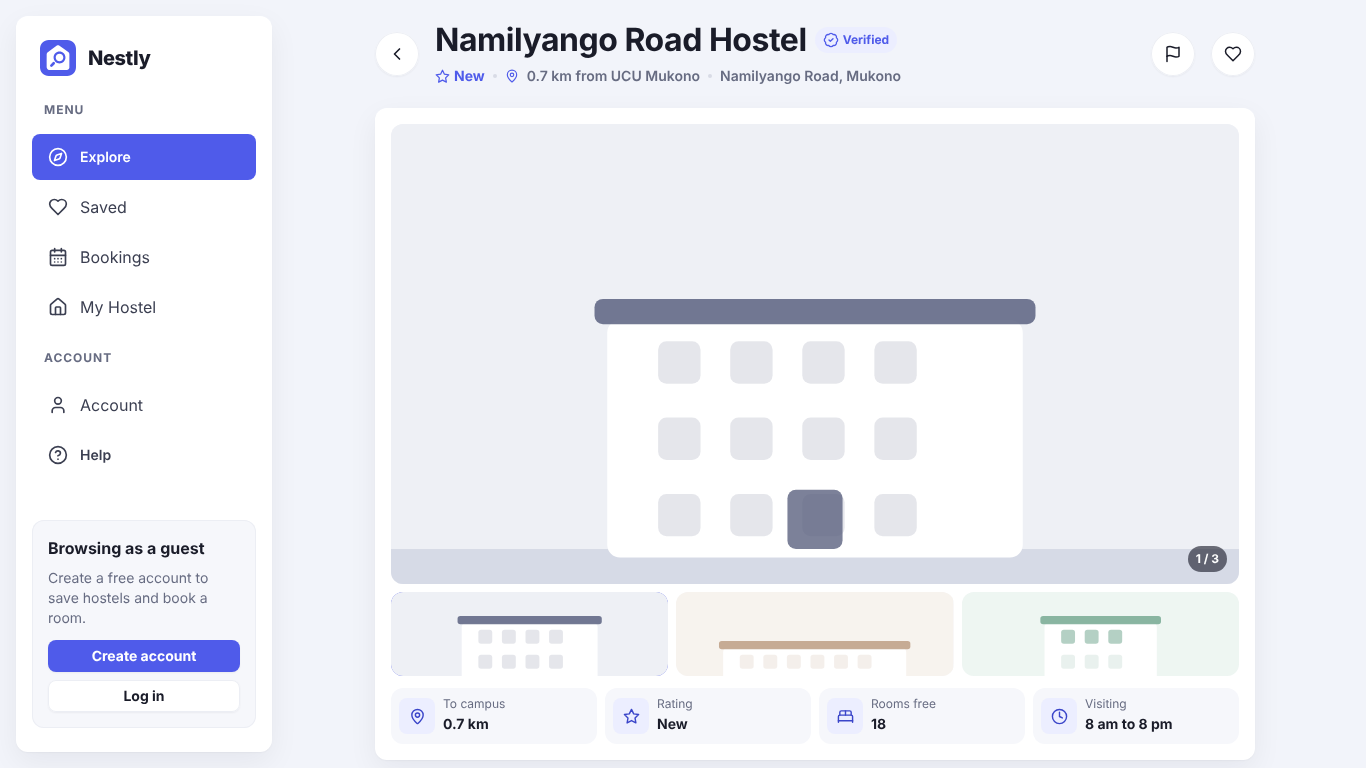 Nestly
MENU
Explore
Saved
Bookings
My Hostel
ACCOUNT
Account
Help
Browsing as a guest
Create a free account to
save hostels and book a
room.
Create account
Log in
Namilyango Road Hostel
Verified
New • 0.7 km from UCU Mukono • Namilyango Road, Mukono
1 / 3
To campus
0.7 km
Rating
New
Rooms free
18
Visiting
8 am to 8 pm